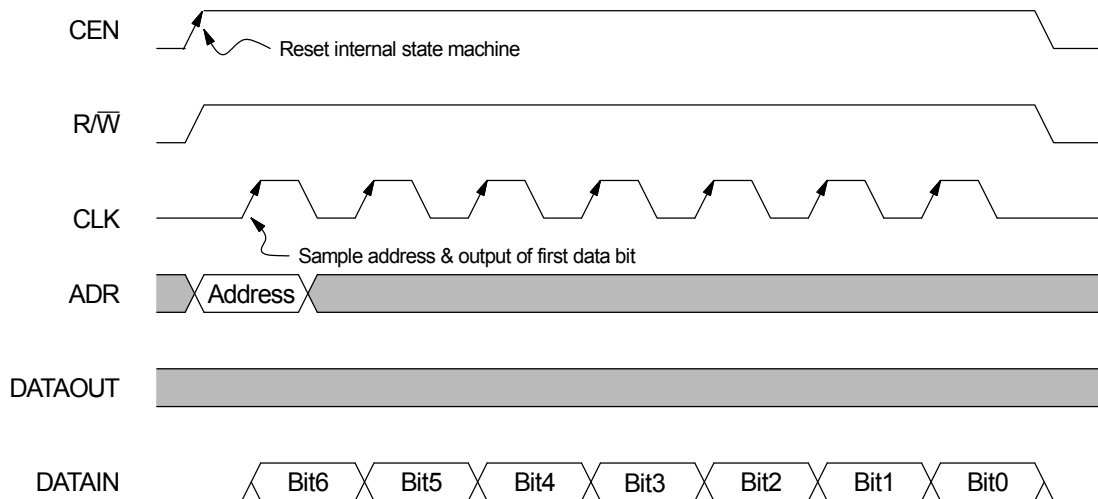 CEN
Reset internal state machine
R/W̅
CLK
Sample address & output of first data bit
ADR
Address
DATAOUT
DATAIN
Bit6 Bit5 Bit4 Bit3 Bit2 Bit1 Bit0